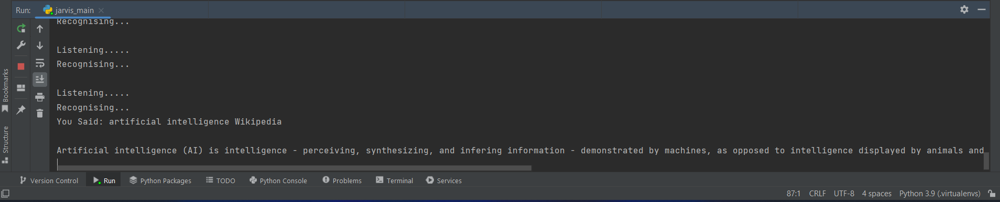 Run: jarvis_main
Recognising...
Listening.....
Recognising...
Listening.....
Recognising...
You Said: artificial intelligence Wikipedia
Artificial intelligence (AI) is intelligence - perceiving, synthesizing, and infering information - demonstrated by machines, as opposed to intelligence displayed by animals and
Bookmarks
Structure
Version Control Run Python Packages TODO Python Console Problems Terminal Services
87:1 CRLF UTF-8 4 spaces Python 3.9 (.virtualenvs)